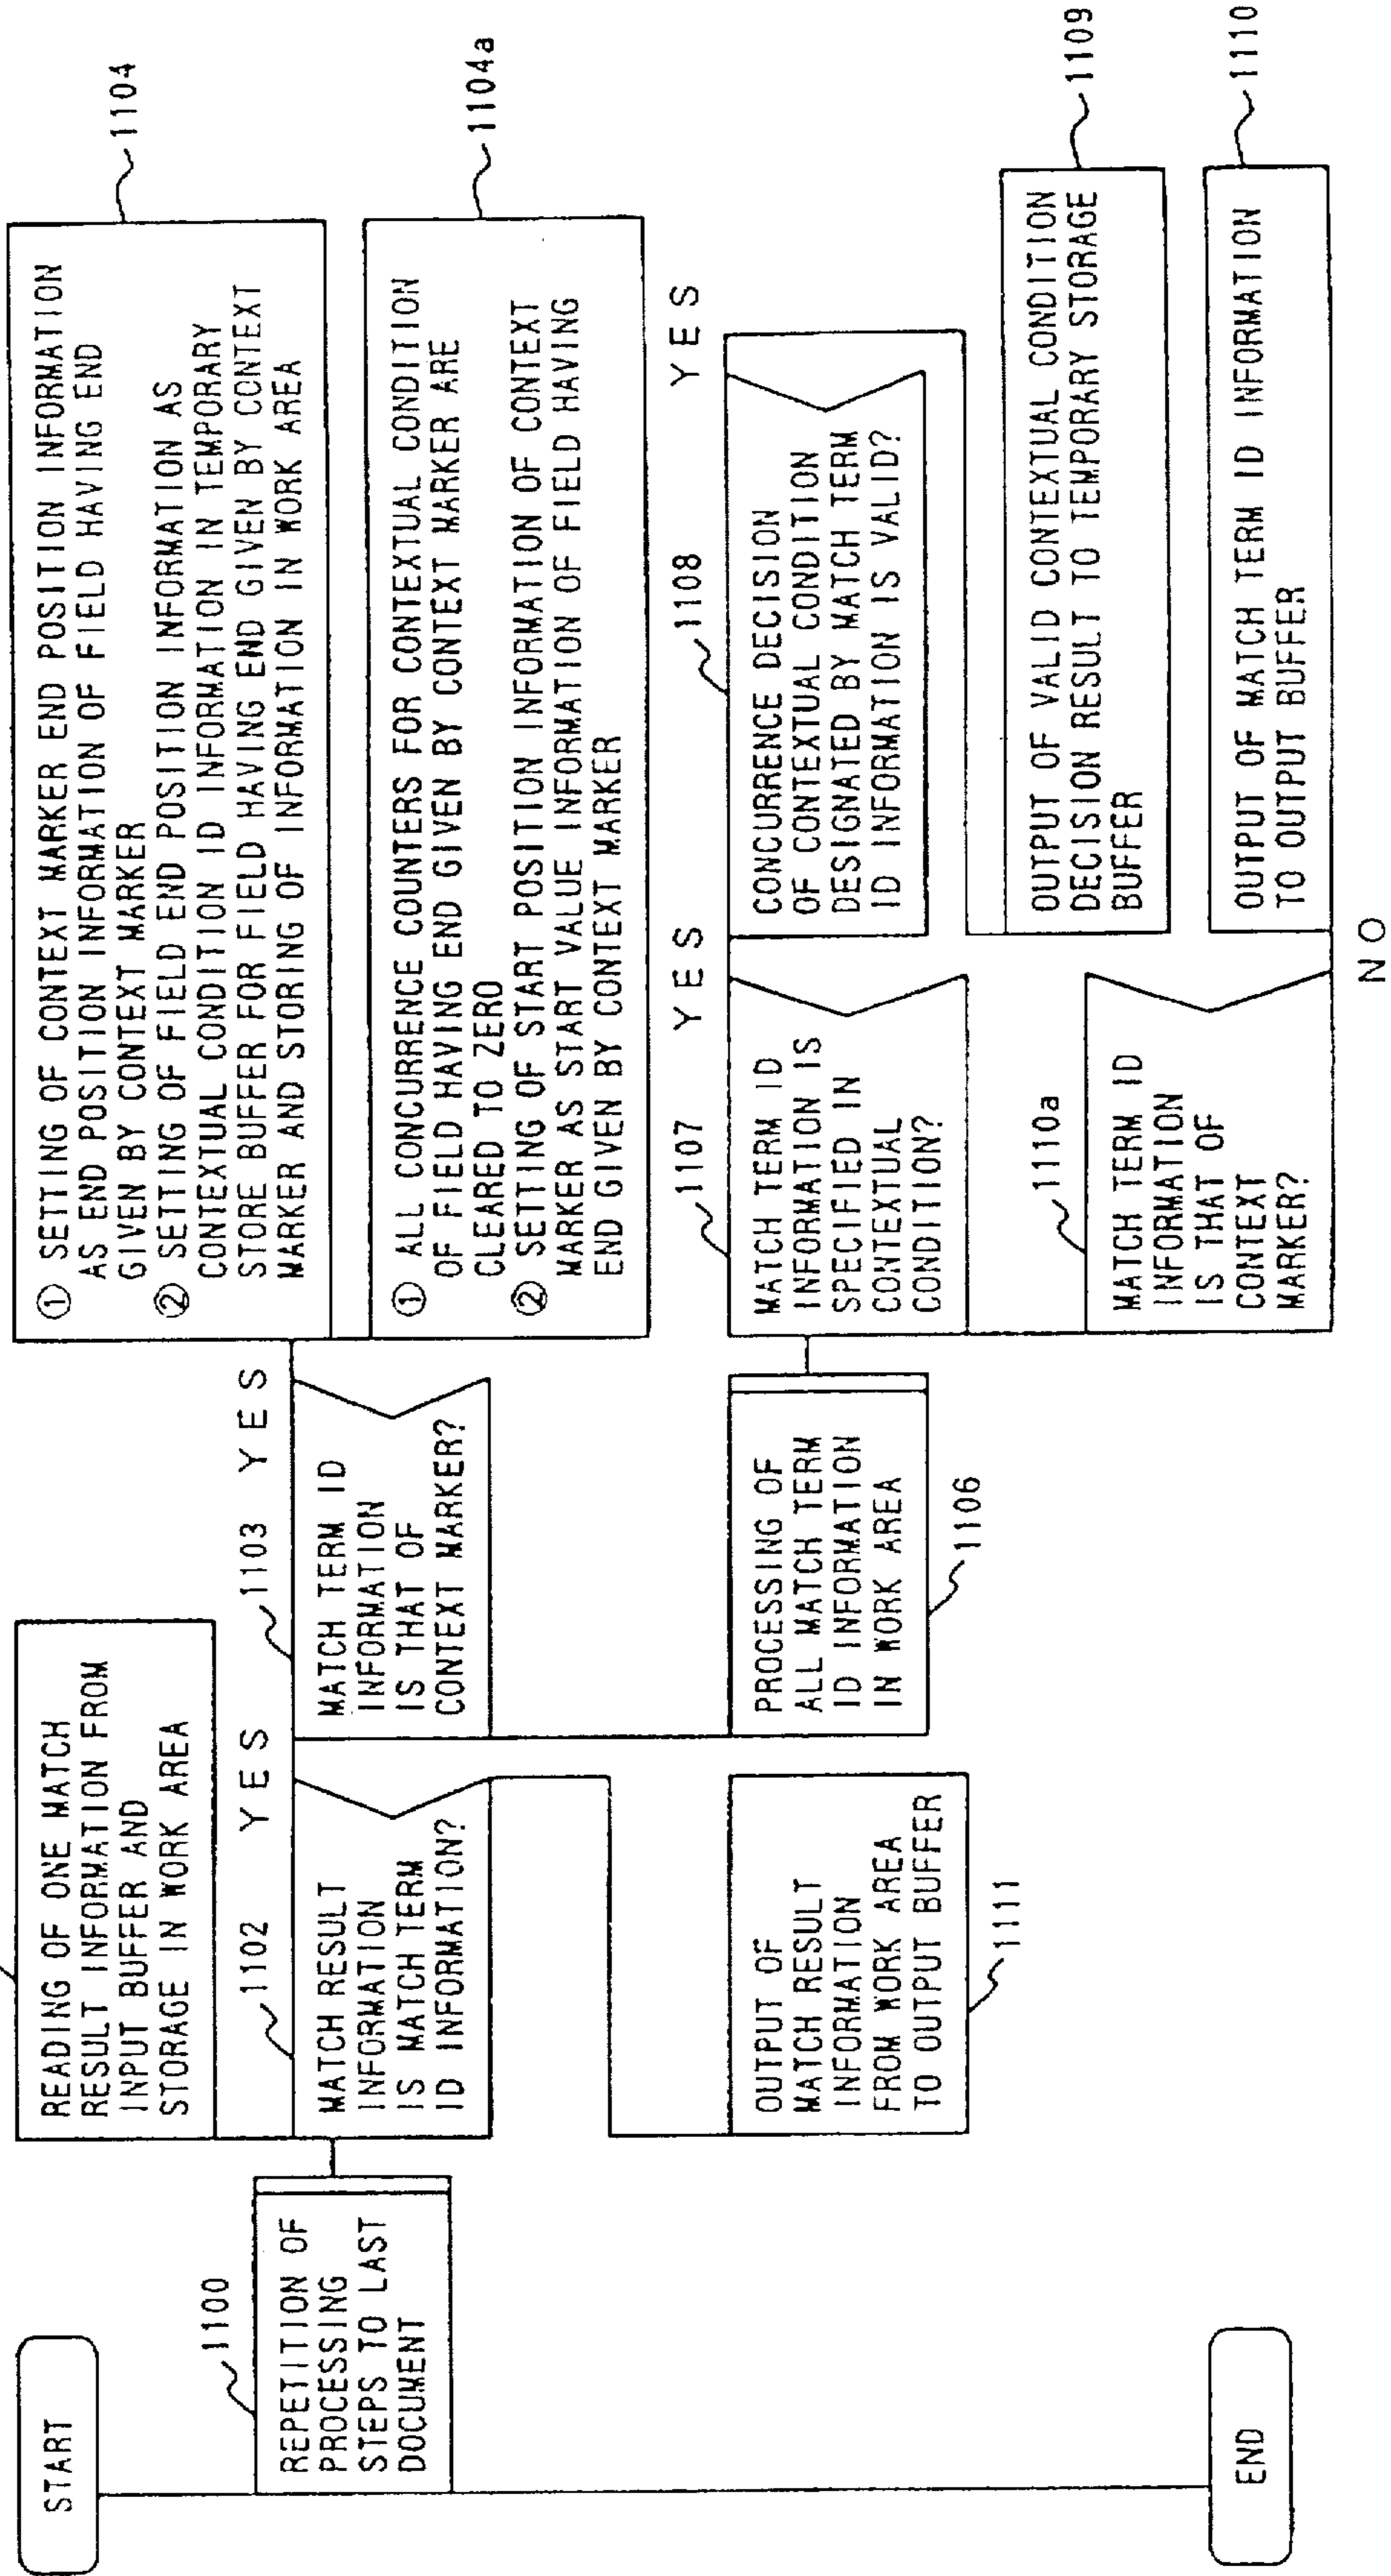 START
1100
REPETITION OF
PROCESSING
STEPS TO LAST
DOCUMENT
END
READING OF ONE MATCH
RESULT INFORMATION FROM
INPUT BUFFER AND
STORAGE IN WORK AREA
1102
YES
MATCH RESULT
INFORMATION
IS MATCH TERM
ID INFORMATION?
OUTPUT OF
MATCH RESULT
INFORMATION
FROM WORK AREA
TO OUTPUT BUFFER
1111
1103
YES
MATCH TERM ID
INFORMATION
IS THAT OF
CONTEXT MARKER?
PROCESSING OF
ALL MATCH TERM
ID INFORMATION
IN WORK AREA
1106
① SETTING OF CONTEXT MARKER END POSITION INFORMATION
AS END POSITION INFORMATION OF FIELD HAVING END
GIVEN BY CONTEXT MARKER
② SETTING OF FIELD END POSITION INFORMATION AS
CONTEXTUAL CONDITION ID INFORMATION IN TEMPORARY
STORE BUFFER FOR FIELD HAVING END GIVEN BY CONTEXT
MARKER AND STORING OF INFORMATION IN WORK AREA
1104
① ALL CONCURRENCE COUNTERS FOR CONTEXTUAL CONDITION
OF FIELD HAVING END GIVEN BY CONTEXT MARKER ARE
CLEARED TO ZERO
② SETTING OF START POSITION INFORMATION OF CONTEXT
MARKER AS START VALUE INFORMATION OF FIELD HAVING
END GIVEN BY CONTEXT MARKER
1104a
1107
YES
MATCH TERM ID
INFORMATION IS
SPECIFIED IN
CONTEXTUAL
CONDITION?
1108
YES
CONCURRENCE DECISION
OF CONTEXTUAL CONDITION
DESIGNATED BY MATCH TERM
ID INFORMATION IS VALID?
OUTPUT OF VALID CONTEXTUAL CONDITION
DECISION RESULT TO TEMPORARY STORAGE
BUFFER
1109
1110a
MATCH TERM ID
INFORMATION
IS THAT OF
CONTEXT
MARKER?
NO
OUTPUT OF MATCH TERM ID INFORMATION
TO OUTPUT BUFFER
1110